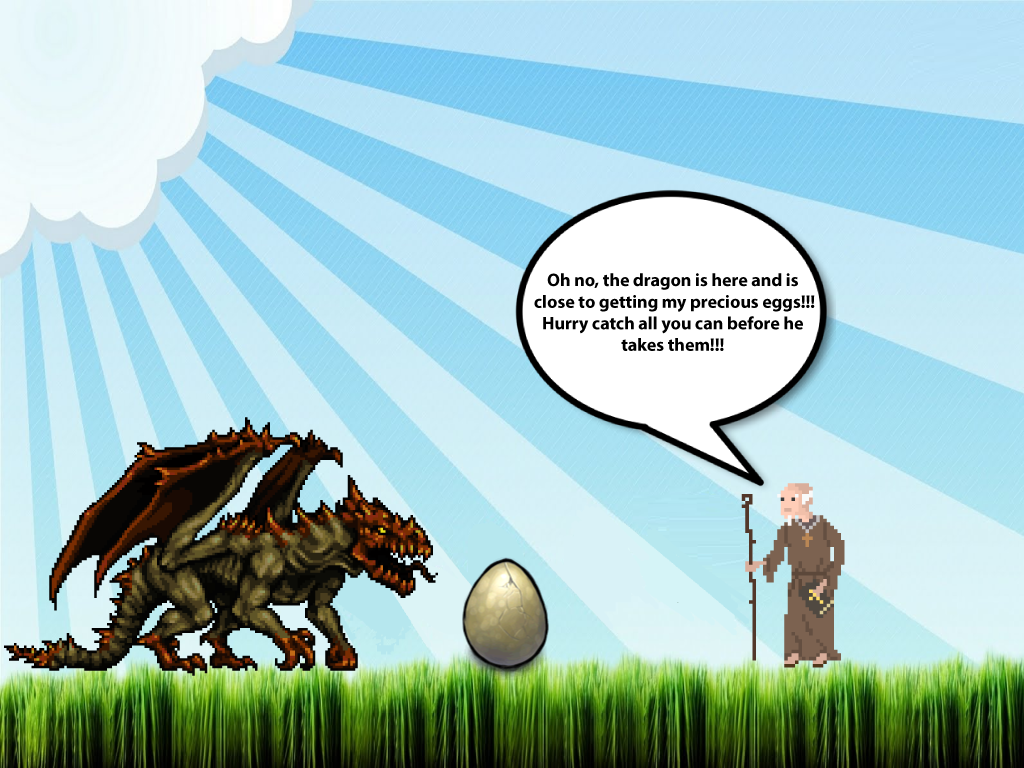 Oh no, the dragon is here and is
close to getting my precious eggs!!!
Hurry catch all you can before he
takes them!!!